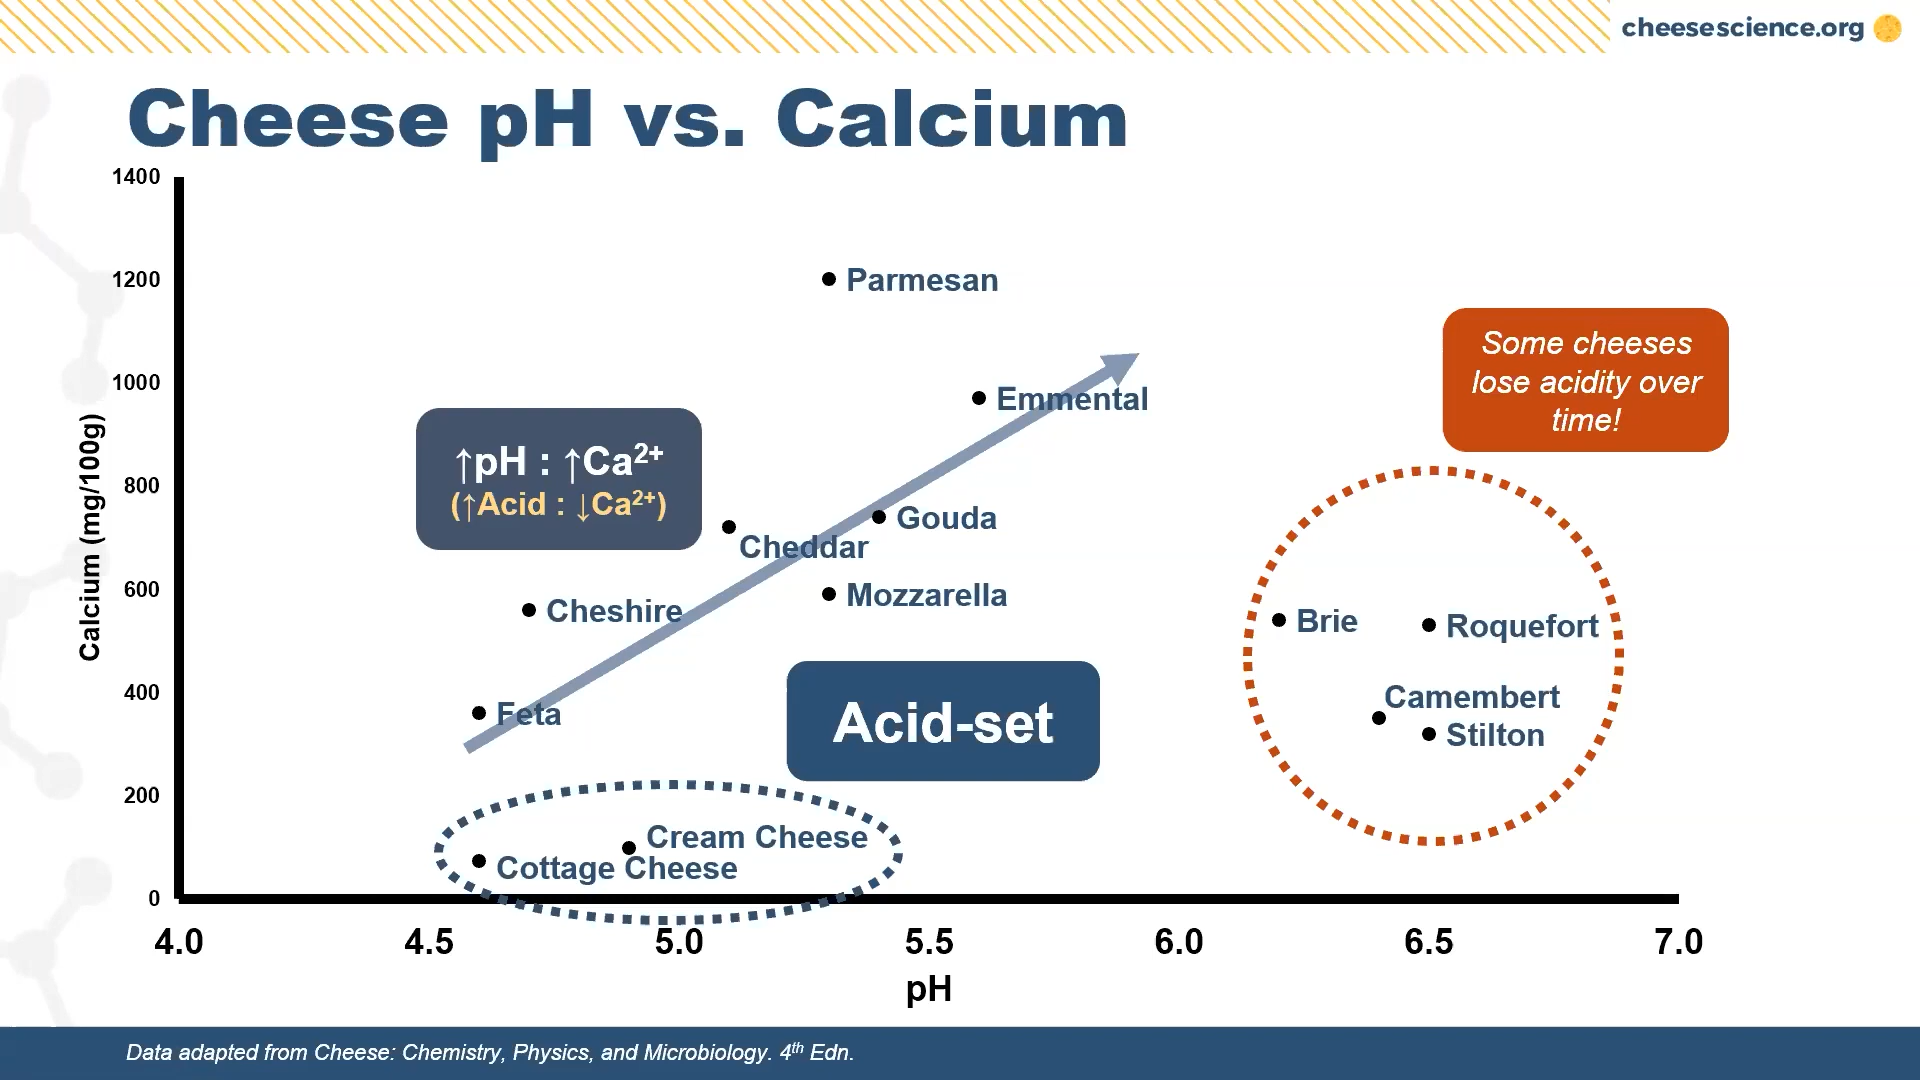 cheesescience.org
Cheese pH vs. Calcium
1400
1200
1000
800
600
400
200
0
Calcium (mg/100g)
Parmesan
Emmental
Some cheeses
lose acidity over
time!
↑pH : ↑Ca²⁺
(↑Acid : ↓Ca²⁺)
Gouda
Cheddar
Mozzarella
Cheshire
Brie
Roquefort
Camembert
Stilton
Feta
Acid-set
Cream Cheese
Cottage Cheese
4.0 4.5 5.0 5.5 6.0 6.5 7.0
pH
Data adapted from Cheese: Chemistry, Physics, and Microbiology. 4th Edn.